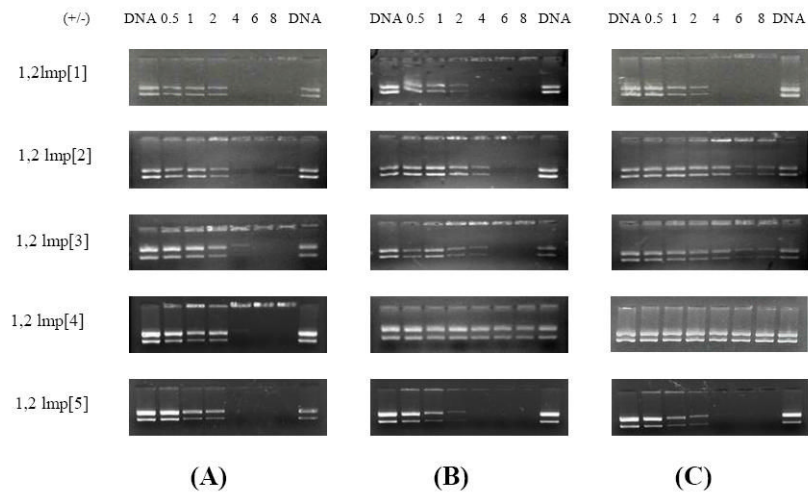 (+/-) DNA 0.5 1 2 4 6 8 DNA DNA 0.5 1 2 4 6 8 DNA DNA 0.5 1 2 4 6 8 DNA
1,2lmp[1]
1,2 lmp[2]
1,2 lmp[3]
1,2 lmp[4]
1,2 lmp[5]
(A) (B) (C)